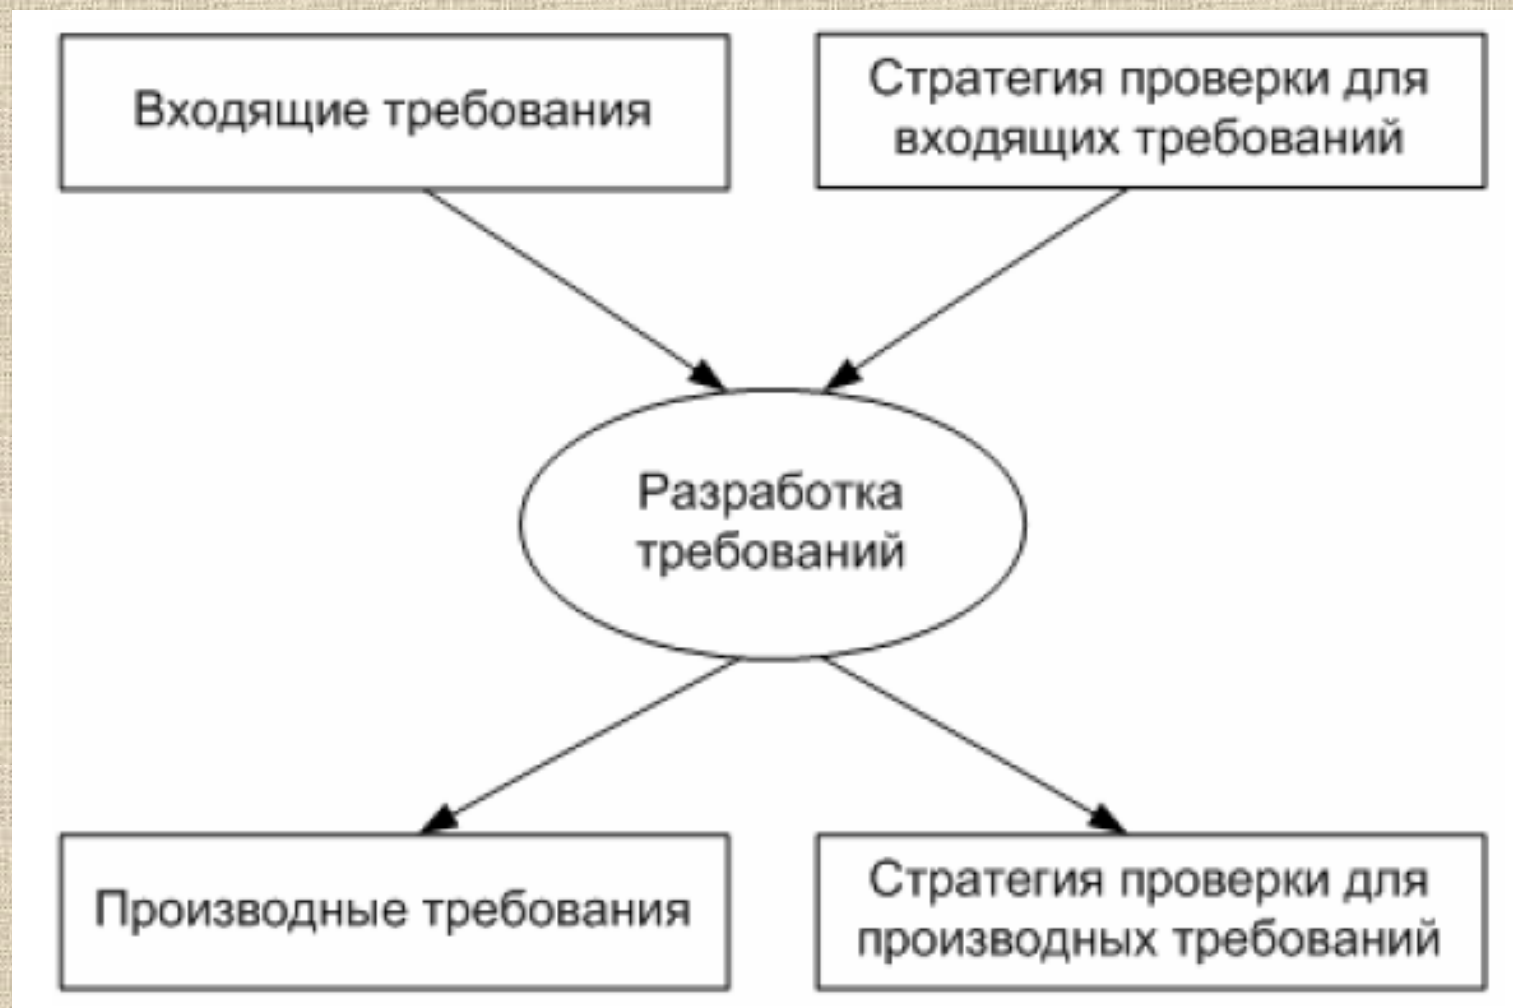 Входящие требования
Стратегия проверки для
входящих требований
Разработка
требований
Производные требования
Стратегия проверки для
производных требований